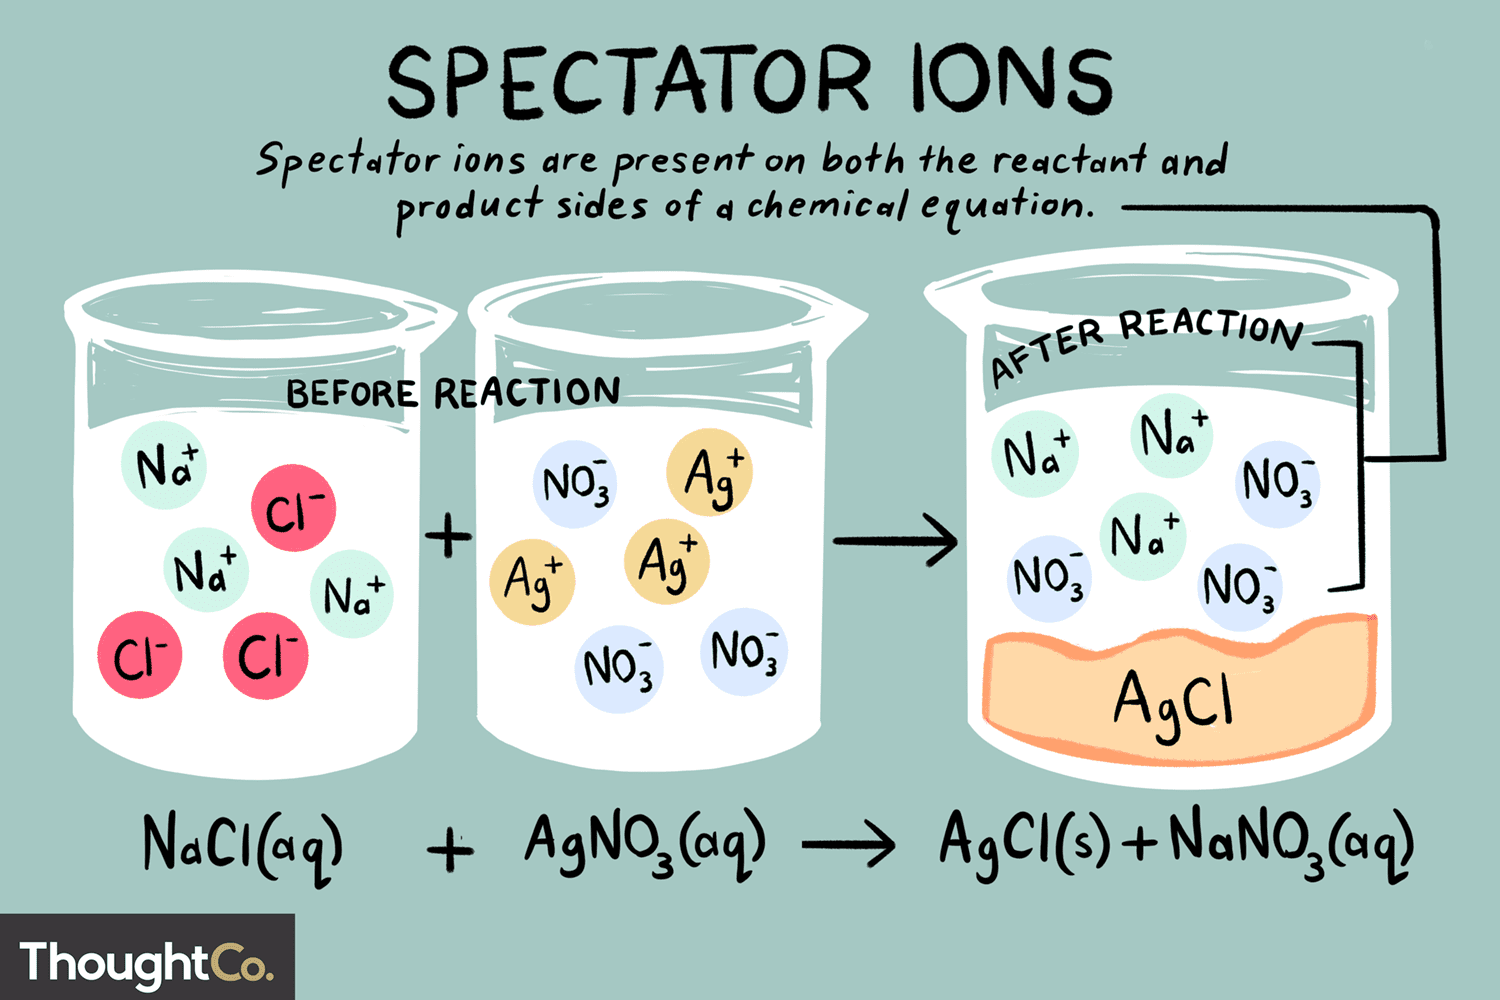 SPECTATOR IONS
Spectator ions are present on both the reactant and
product sides of a chemical equation.
BEFORE REACTION
AFTER REACTION
Na⁺
Cl⁻
Na⁺
Na⁺
Cl⁻
Cl⁻
+
NO₃⁻
Ag⁺
Ag⁺
Ag⁺
NO₃⁻
NO₃⁻
→
Na⁺
Na⁺
NO₃⁻
Na⁺
NO₃⁻
NO₃⁻
AgCl
NaCl(aq) + AgNO₃(aq) → AgCl(s) + NaNO₃(aq)
ThoughtCo.